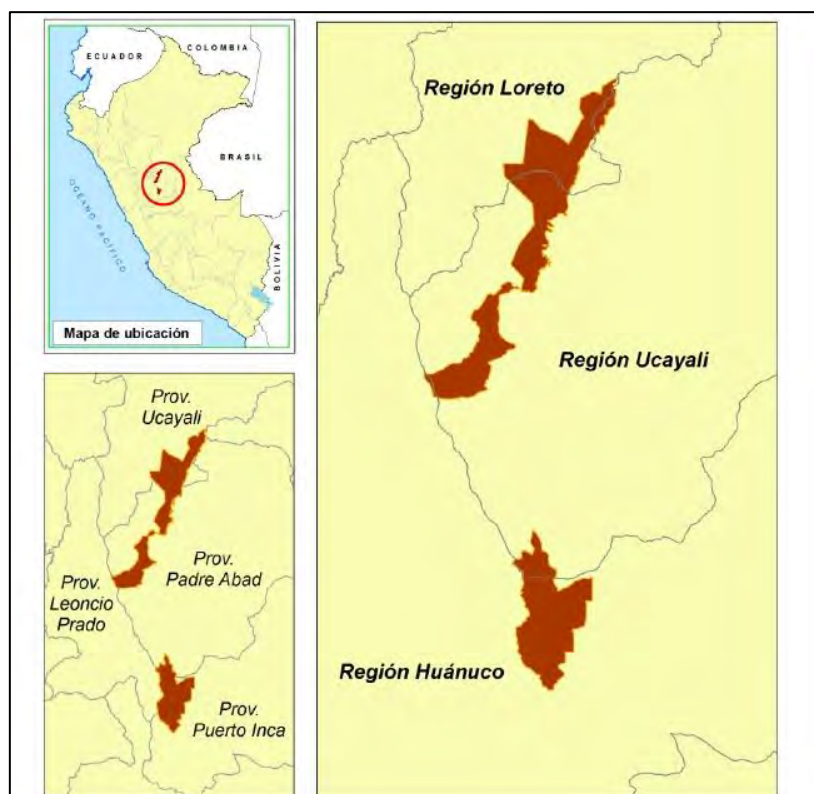 ECUADOR
COLOMBIA
BRASIL
OCEANO PACÍFICO
BOLIVIA
Mapa de ubicación
Región Loreto
Región Ucayali
Región Huánuco
Prov.
Ucayali
Prov.
Padre Abad
Prov.
Leoncio
Prado
Prov.
Puerto Inca